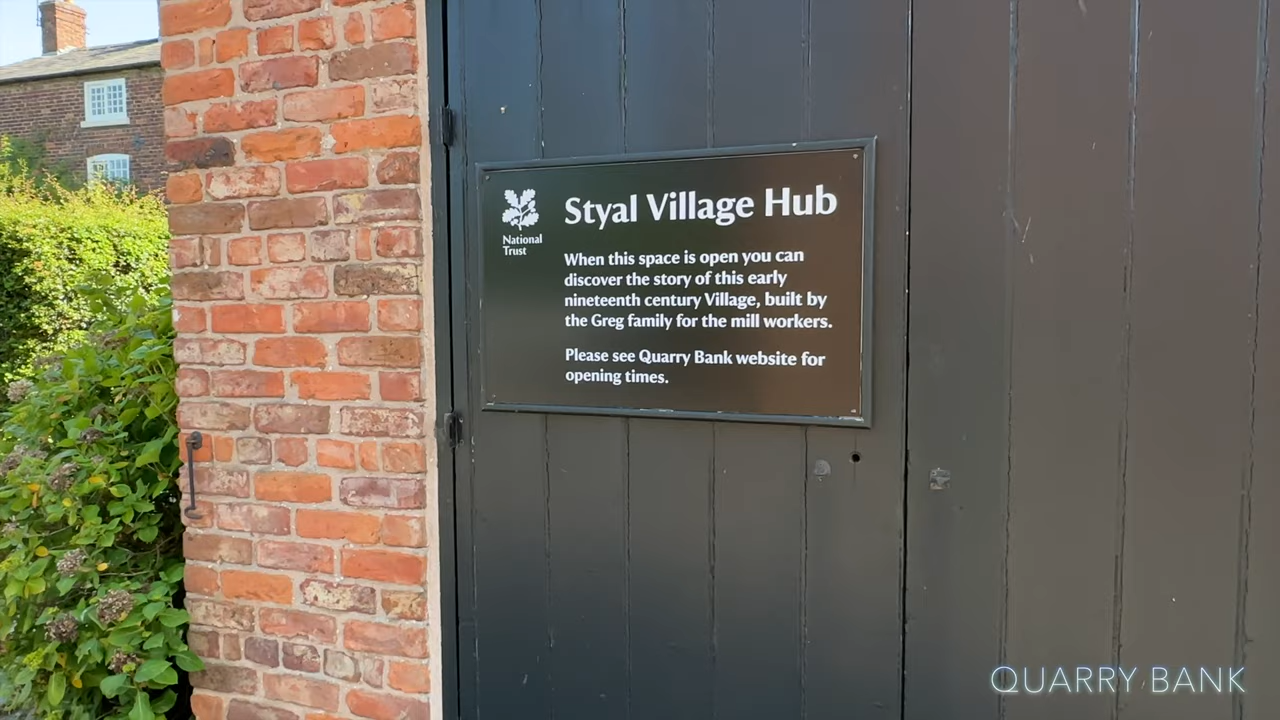 National
Trust
Styal Village Hub
When this space is open you can
discover the story of this early
nineteenth century Village, built by
the Greg family for the mill workers.
Please see Quarry Bank website for
opening times.
QUARRY BANK